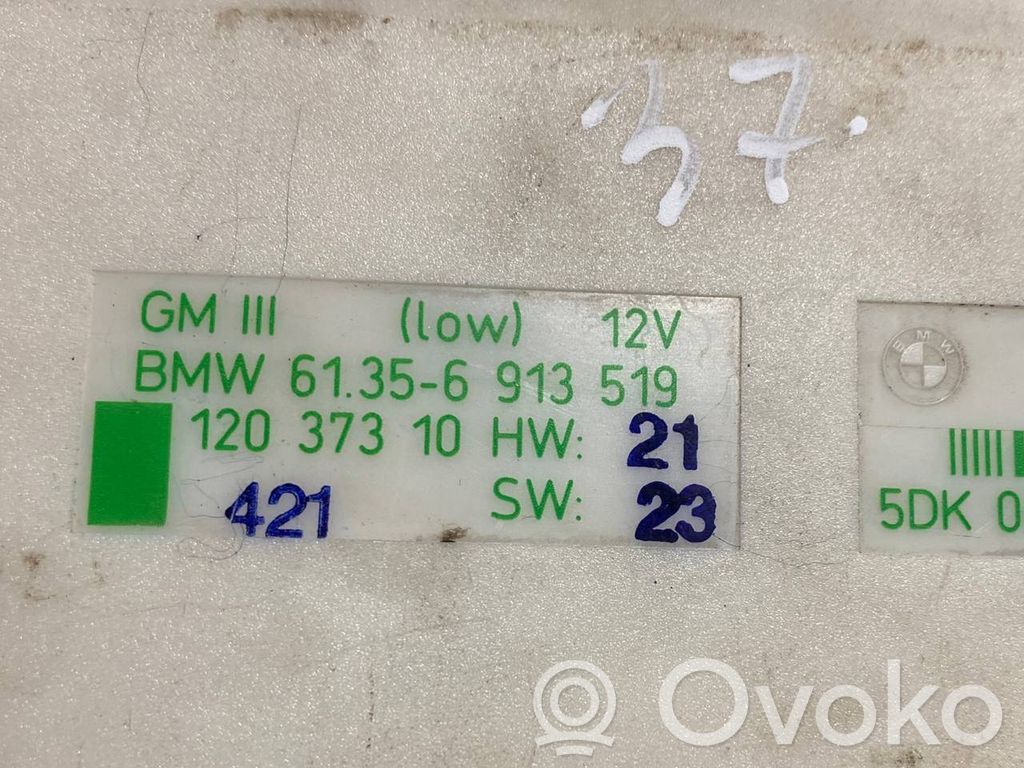 37.
GM III (low) 12V
BMW 61.35-6 913 519
120 373 10 HW: 21
421 SW: 23
BMW
5DK 0
Ovoko